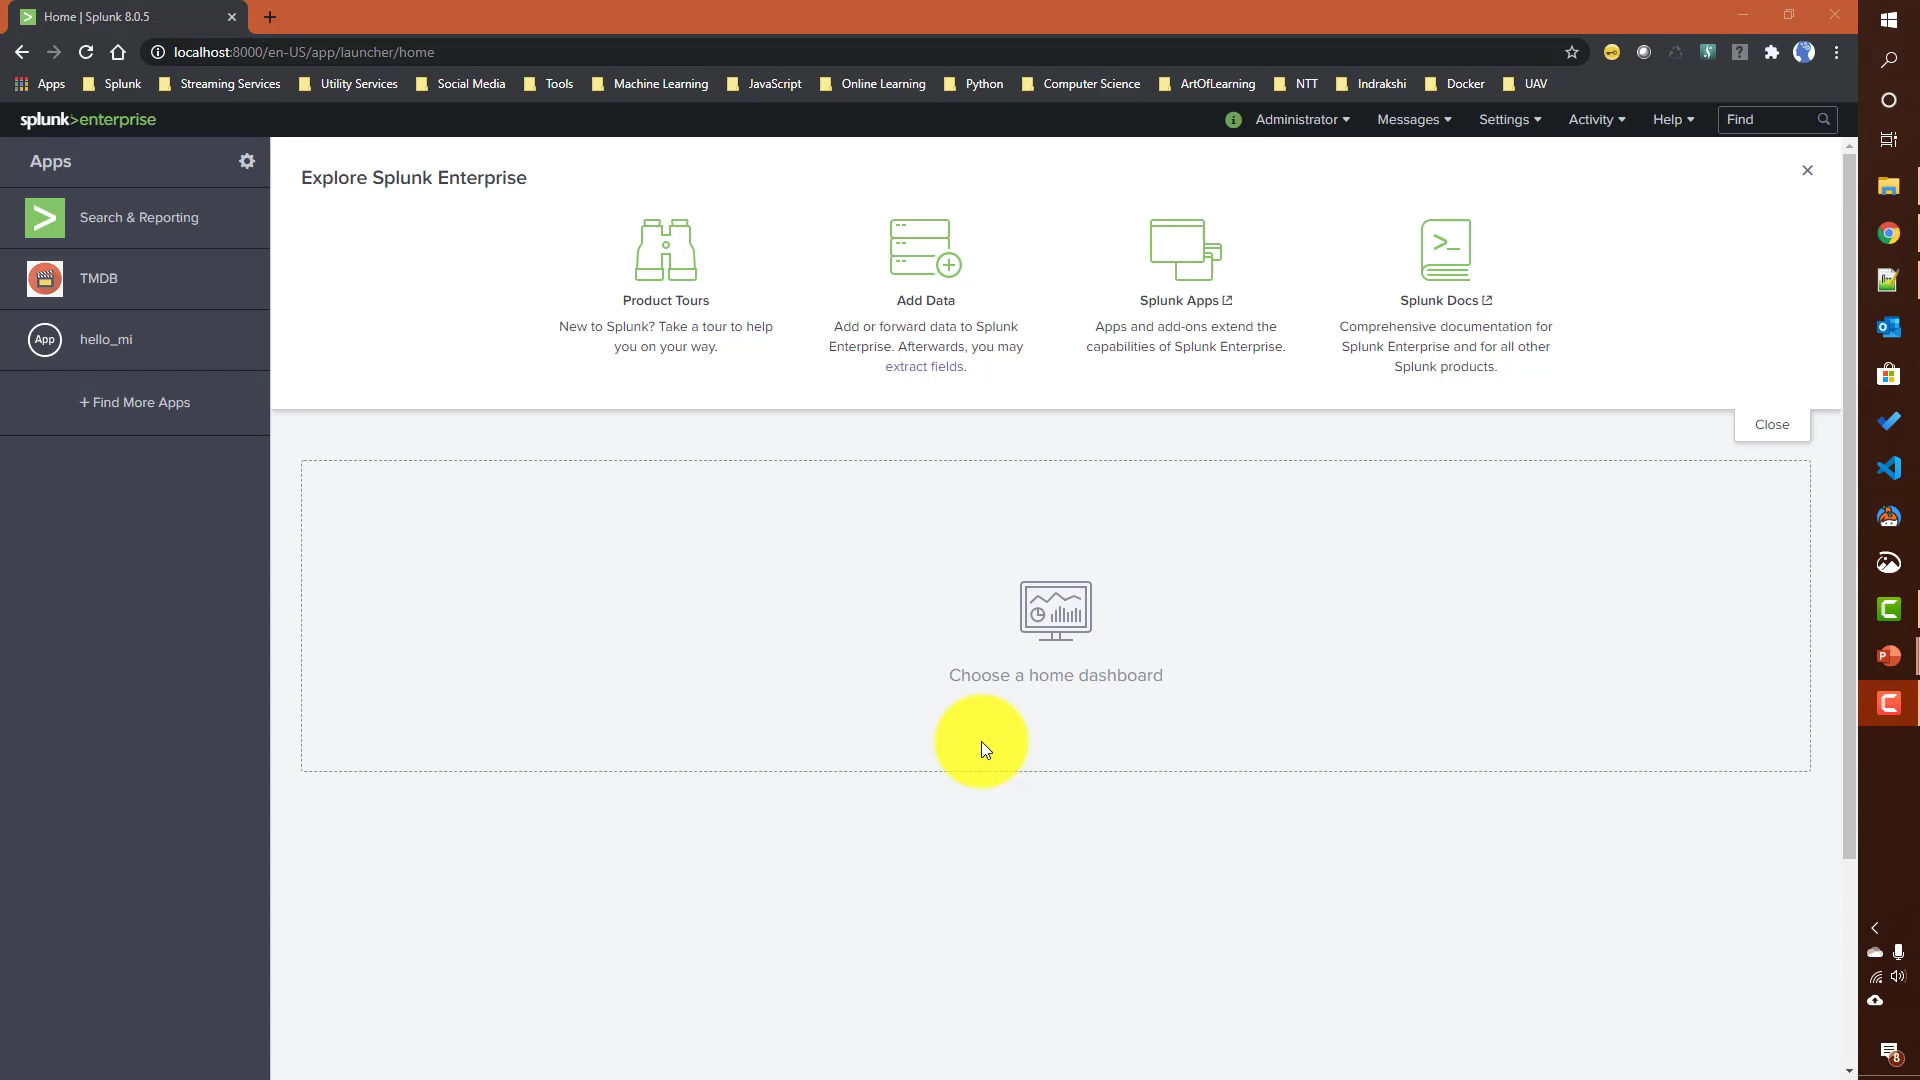 Home | Splunk 8.0.5
localhost:8000/en-US/app/launcher/home
Apps Splunk Streaming Services Utility Services Social Media Tools Machine Learning JavaScript Online Learning Python Computer Science ArtOfLearning NTT Indrakshi Docker UAV
splunk>enterprise
i Administrator Messages Settings Activity Help Find
Apps
Search & Reporting
TMDB
App hello_mi
+ Find More Apps
Explore Splunk Enterprise
Product Tours
New to Splunk? Take a tour to help
you on your way.
Add Data
Add or forward data to Splunk
Enterprise. Afterwards, you may
extract fields.
Splunk Apps
Apps and add-ons extend the
capabilities of Splunk Enterprise.
Splunk Docs
Comprehensive documentation for
Splunk Enterprise and for all other
Splunk products.
Close
Choose a home dashboard
8